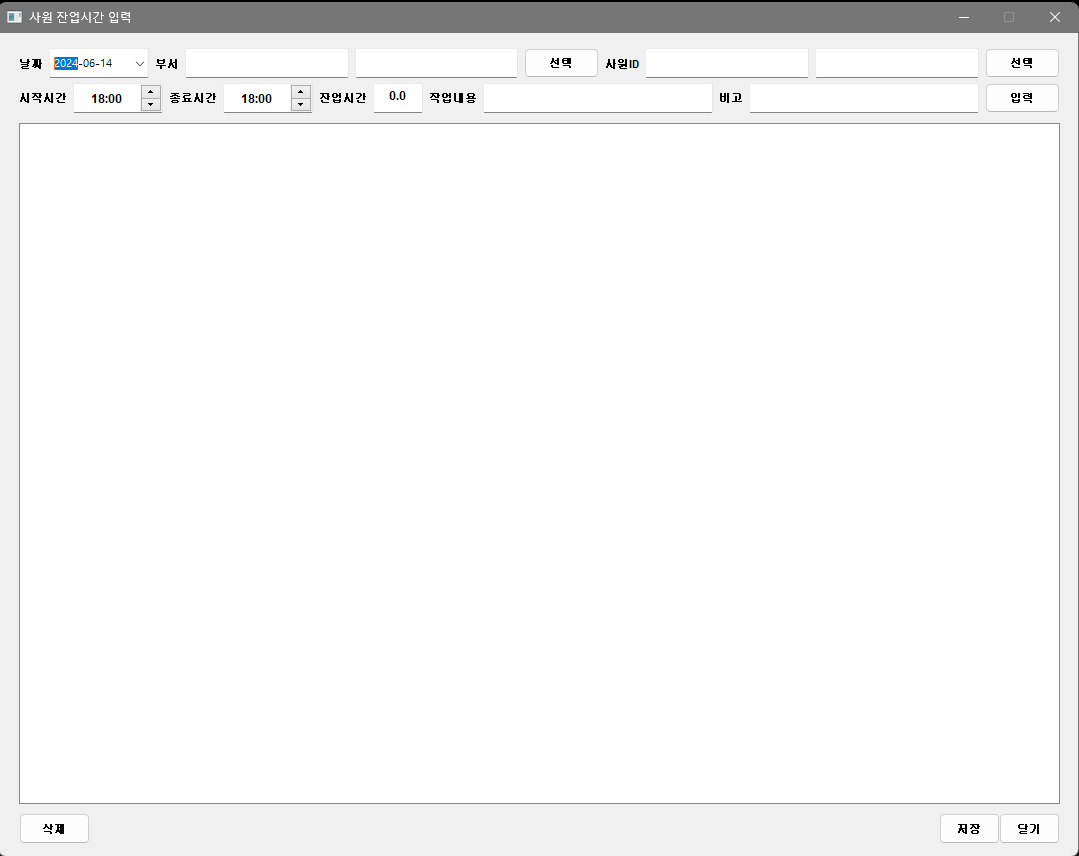 사원 잔업시간 입력
날짜 2024-06-14 부서 선택 사원ID 선택
시작시간 18:00 종료시간 18:00 잔업시간 0.0 작업내용 비고 입력
삭제 저장 닫기